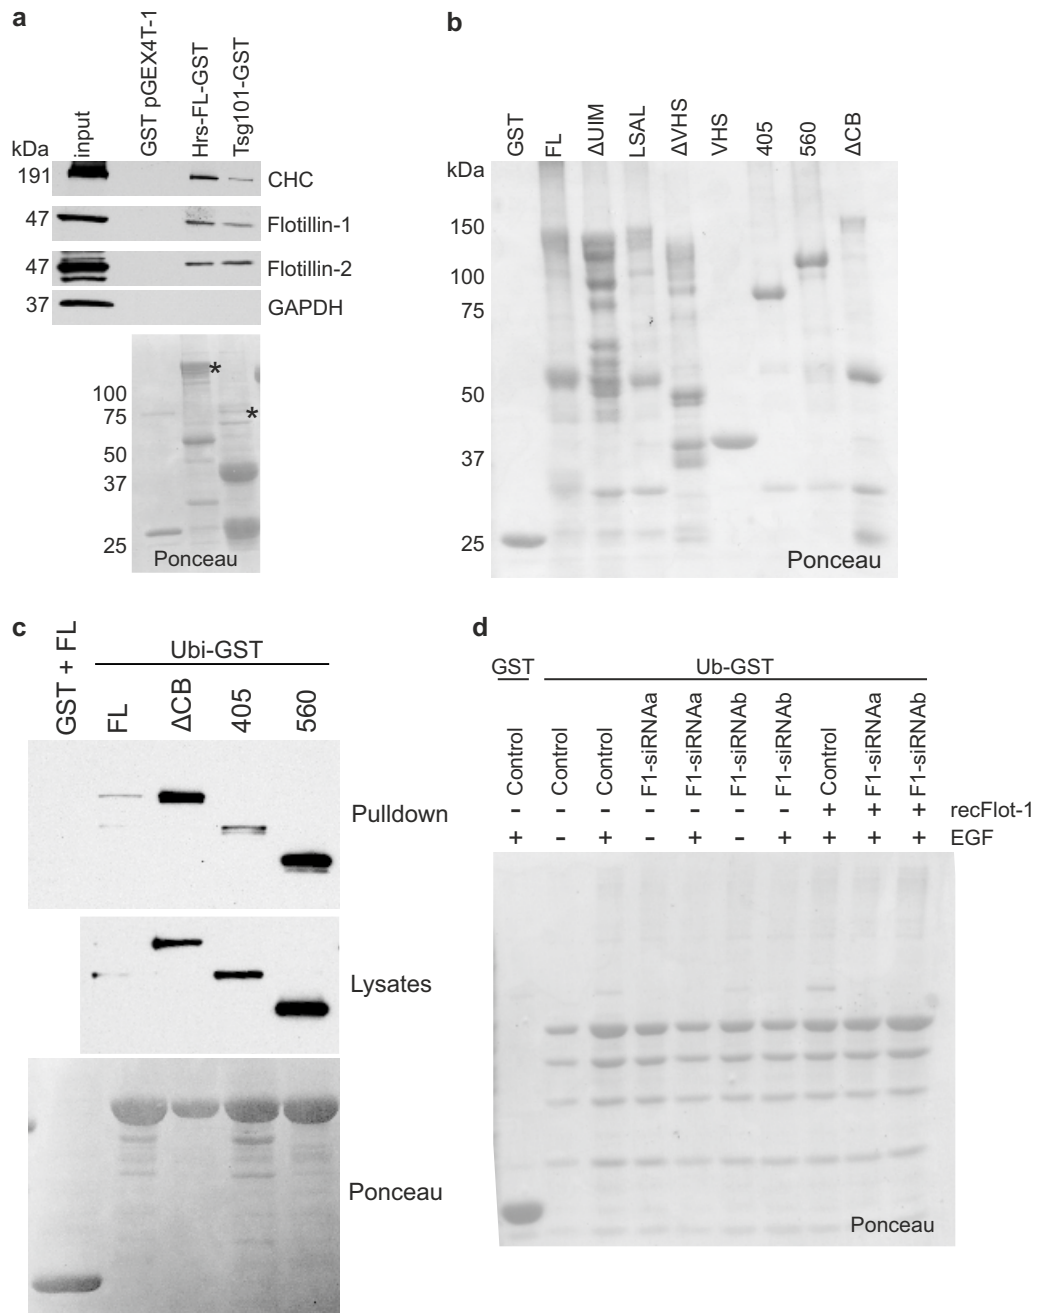 a
kDa
input
GST pGEX4T-1
Hrs-FL-GST
Tsg101-GST
191
CHC
47
Flotillin-1
47
Flotillin-2
37
GAPDH
*
*
100
75
50
37
25
Ponceau
b
GST
FL
ΔUIM
LSAL
ΔVHS
VHS
405
560
ΔCB
kDa
150
100
75
50
37
25
Ponceau
c
GST + FL
Ubi-GST
FL
ΔCB
405
560
Pulldown
Lysates
Ponceau
d
GST
Ub-GST
Control
Control
Control
F1-siRNAa
F1-siRNAa
F1-siRNAb
F1-siRNAb
Control
F1-siRNAa
F1-siRNAb
- - - - - - - + + + recFlot-1
+ - + - + - + + + + EGF
Ponceau